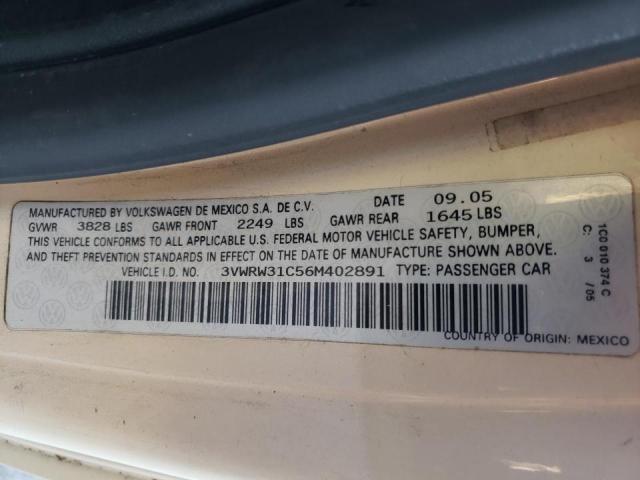 MANUFACTURED BY VOLKSWAGEN DE MEXICO S.A. DE C.V. DATE 09.05
GVWR 3828 LBS GAWR FRONT 2249 LBS GAWR REAR 1645 LBS
THIS VEHICLE CONFORMS TO ALL APPLICABLE U.S. FEDERAL MOTOR VEHICLE SAFETY, BUMPER,
AND THEFT PREVENTION STANDARDS IN EFFECT ON THE DATE OF MANUFACTURE SHOWN ABOVE.
VEHICLE I.D. NO. 3VWRW31C56M402891 TYPE: PASSENGER CAR
COUNTRY OF ORIGIN: MEXICO
1C0 010 374 C
C. 3 / 05